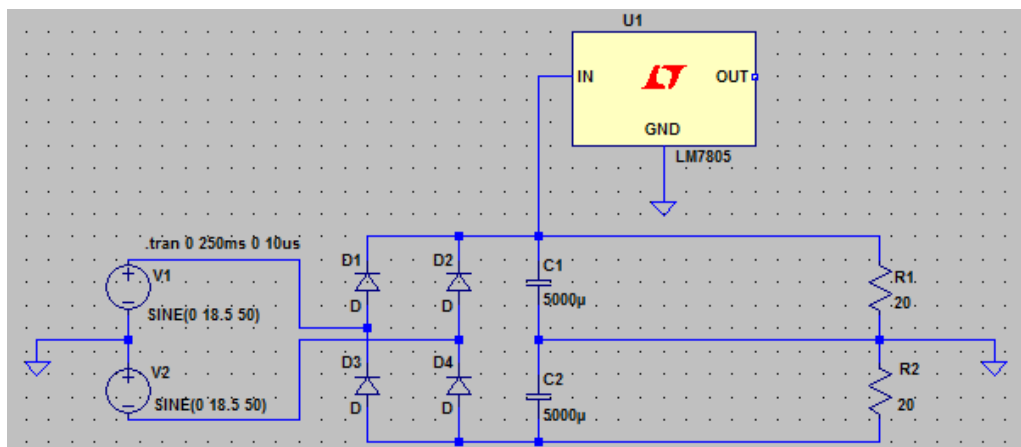 U1
IN
OUT
GND
LM7805
.tran 0 250ms 0 10us
V1
SINE(0 18.5 50)
V2
SINE(0 18.5 50)
D1
D
D2
D
D3
D
D4
D
C1
5000µ
C2
5000µ
R1
20
R2
20